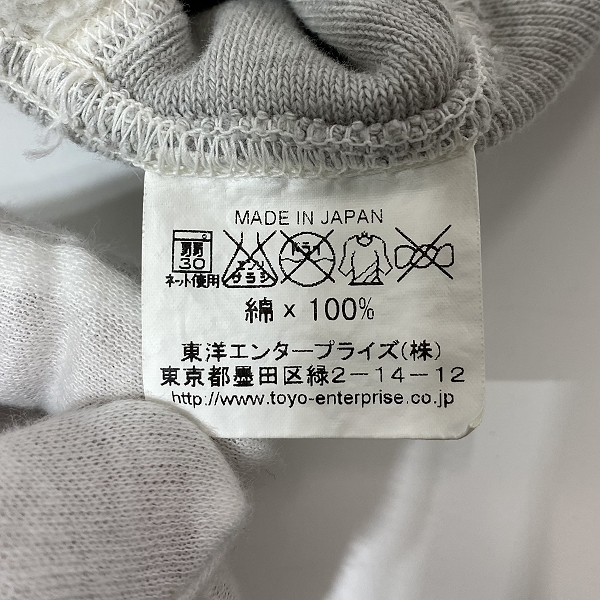 MADE IN JAPAN
弱 30 ネット使用
エンソ サラシ
ドライ
綿 x 100%
東洋エンタープライズ(株)
東京都墨田区緑2-14-12
http://www.toyo-enterprise.co.jp